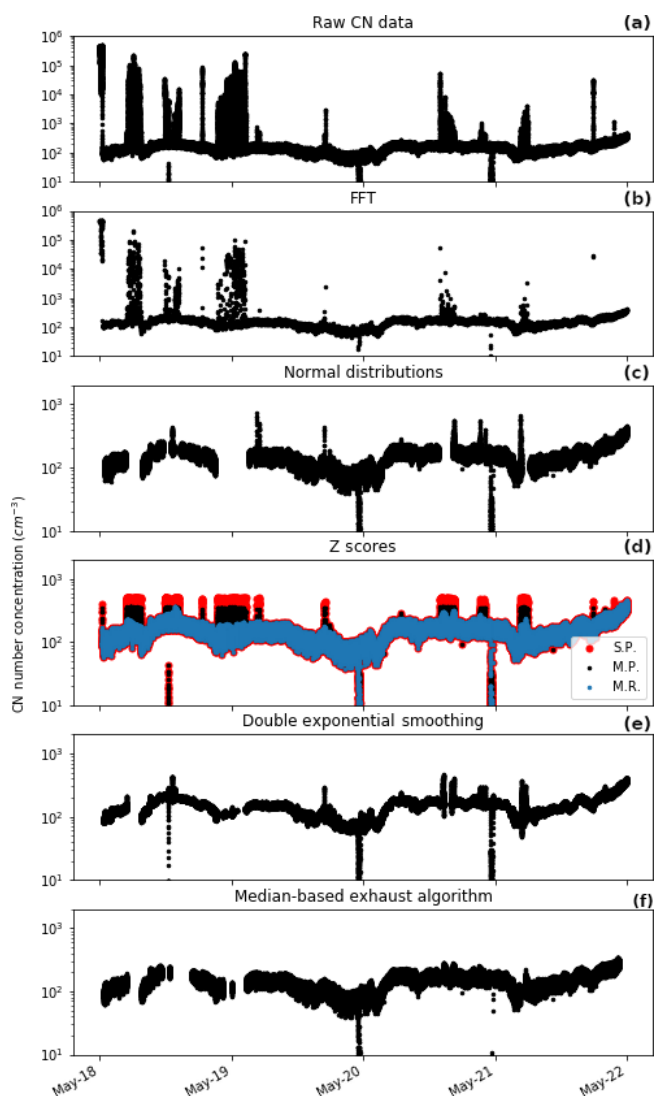 Raw CN data (a)
10^6
10^5
10^4
10^3
10^2
10^1
FFT (b)
10^6
10^5
10^4
10^3
10^2
10^1
Normal distributions (c)
10^3
10^2
10^1
Z scores (d)
10^3
10^2
10^1
S.P.
M.P.
M.R.
CN number concentration (cm^{-3})
Double exponential smoothing (e)
10^3
10^2
10^1
Median-based exhaust algorithm (f)
10^3
10^2
10^1
May-18 May-19 May-20 May-21 May-22